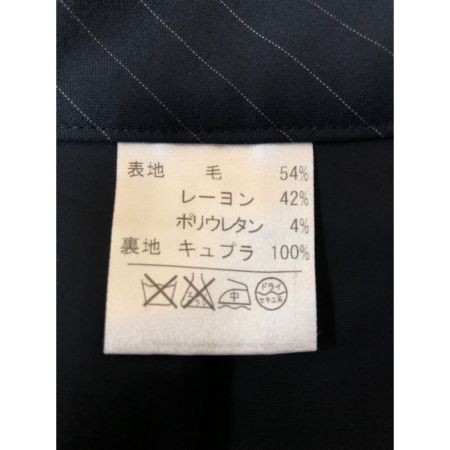 表地 毛 54%
レーヨン 42%
ポリウレタン 4%
裏地 キュプラ 100%
中 ドライ
セキユ系